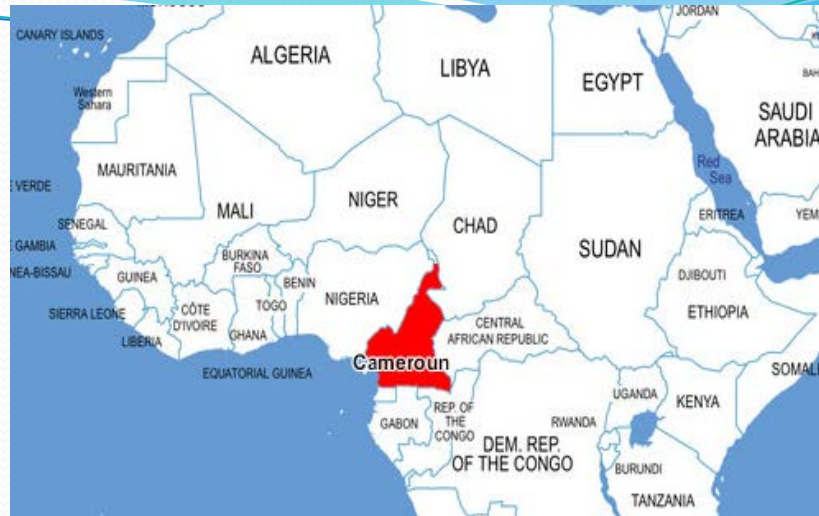 JORDAN
CANARY ISLANDS
ALGERIA
LIBYA
EGYPT
Western
Sahara
SAUDI
ARABIA
Red
Sea
MAURITANIA
MALI
NIGER
CHAD
SUDAN
ERITREA
YEM
E VERDE
SENEGAL
E GAMBIA
NEA-BISSAU
GUINEA
BURKINA
FASO
BENIN
NIGERIA
DJIBOUTI
ETHIOPIA
SIERRA LEONE
CÔTE
D'IVOIRE
TOGO
GHANA
LIBERIA
CENTRAL
AFRICAN REPUBLIC
Cameroun
EQUATORIAL GUINEA
SOMALI
UGANDA
KENYA
GABON
REP. OF
THE
CONGO
RWANDA
DEM. REP.
OF THE CONGO
BURUNDI
TANZANIA